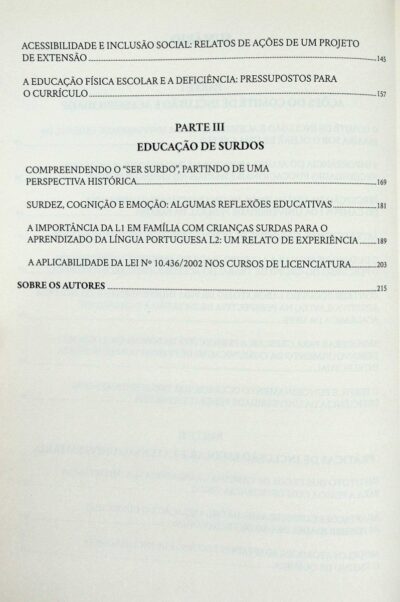 ACESSIBILIDADE E INCLUSÃO SOCIAL: RELATOS DE AÇÕES DE UM PROJETO
DE EXTENSÃO 145
A EDUCAÇÃO FÍSICA ESCOLAR E A DEFICIÊNCIA: PRESSUPOSTOS PARA
O CURRÍCULO 157
PARTE III
EDUCAÇÃO DE SURDOS
COMPREENDENDO O “SER SURDO”, PARTINDO DE UMA
PERSPECTIVA HISTÓRICA 169
SURDEZ, COGNIÇÃO E EMOÇÃO: ALGUMAS REFLEXÕES EDUCATIVAS 181
A IMPORTÂNCIA DA L1 EM FAMÍLIA COM CRIANÇAS SURDAS PARA O
APRENDIZADO DA LÍNGUA PORTUGUESA L2: UM RELATO DE EXPERIÊNCIA 189
A APLICABILIDADE DA LEI Nº 10.436/2002 NOS CURSOS DE LICENCIATURA 203
SOBRE OS AUTORES 215